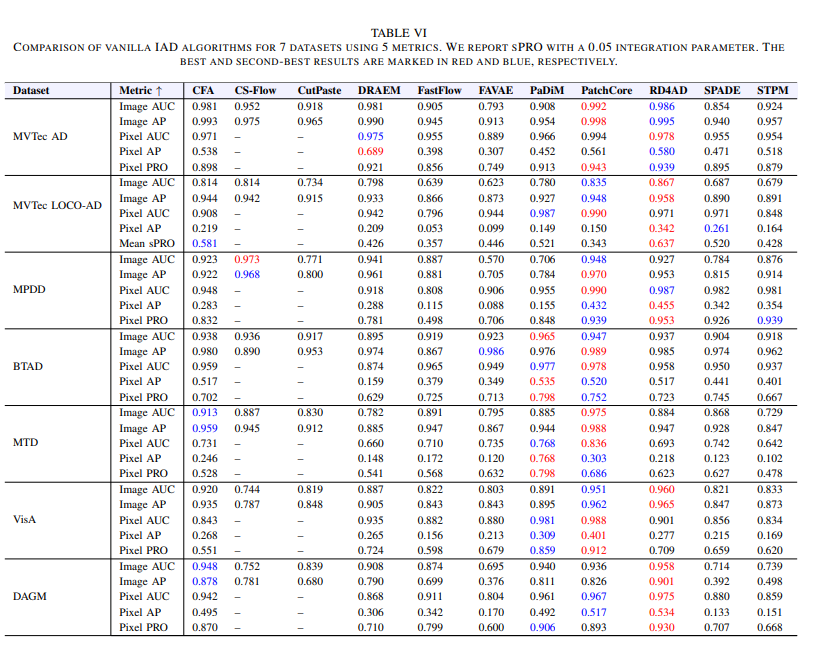 TABLE VI
COMPARISON OF VANILLA IAD ALGORITHMS FOR 7 DATASETS USING 5 METRICS. WE REPORT SPRO WITH A 0.05 INTEGRATION PARAMETER. THE
BEST AND SECOND-BEST RESULTS ARE MARKED IN RED AND BLUE, RESPECTIVELY.
Dataset Metric ↑ CFA CS-Flow CutPaste DRAEM FastFlow FAVAE PaDiM PatchCore RD4AD SPADE STPM
Image AUC 0.981 0.952 0.918 0.981 0.905 0.793 0.908 0.992 0.986 0.854 0.924
Image AP 0.993 0.975 0.965 0.990 0.945 0.913 0.954 0.998 0.995 0.940 0.957
MVTec AD Pixel AUC 0.971 – – 0.975 0.955 0.889 0.966 0.994 0.978 0.955 0.954
Pixel AP 0.538 – – 0.689 0.398 0.307 0.452 0.561 0.580 0.471 0.518
Pixel PRO 0.898 – – 0.921 0.856 0.749 0.913 0.943 0.939 0.895 0.879
Image AUC 0.814 0.814 0.734 0.798 0.639 0.623 0.780 0.835 0.867 0.687 0.679
Image AP 0.944 0.942 0.915 0.933 0.866 0.873 0.927 0.948 0.958 0.890 0.891
MVTec LOCO-AD Pixel AUC 0.908 – – 0.942 0.796 0.944 0.987 0.990 0.971 0.971 0.848
Pixel AP 0.219 – – 0.209 0.053 0.099 0.149 0.150 0.342 0.261 0.164
Mean sPRO 0.581 – – 0.426 0.357 0.446 0.521 0.343 0.637 0.520 0.428
Image AUC 0.923 0.973 0.771 0.941 0.887 0.570 0.706 0.948 0.927 0.784 0.876
Image AP 0.922 0.968 0.800 0.961 0.881 0.705 0.784 0.970 0.953 0.815 0.914
MPDD Pixel AUC 0.948 – – 0.918 0.808 0.906 0.955 0.990 0.987 0.982 0.981
Pixel AP 0.283 – – 0.288 0.115 0.088 0.155 0.432 0.455 0.342 0.354
Pixel PRO 0.832 – – 0.781 0.498 0.706 0.848 0.939 0.953 0.926 0.939
Image AUC 0.938 0.936 0.917 0.895 0.919 0.923 0.965 0.947 0.937 0.904 0.918
Image AP 0.980 0.890 0.953 0.974 0.867 0.986 0.976 0.989 0.985 0.974 0.962
BTAD Pixel AUC 0.959 – – 0.874 0.965 0.949 0.977 0.978 0.958 0.950 0.937
Pixel AP 0.517 – – 0.159 0.379 0.349 0.535 0.520 0.517 0.441 0.401
Pixel PRO 0.702 – – 0.629 0.725 0.713 0.798 0.752 0.723 0.745 0.667
Image AUC 0.913 0.887 0.830 0.782 0.891 0.795 0.885 0.975 0.884 0.868 0.729
Image AP 0.959 0.945 0.912 0.885 0.947 0.867 0.944 0.988 0.947 0.928 0.847
MTD Pixel AUC 0.731 – – 0.660 0.710 0.735 0.768 0.836 0.693 0.742 0.642
Pixel AP 0.246 – – 0.148 0.172 0.120 0.768 0.303 0.218 0.123 0.102
Pixel PRO 0.528 – – 0.541 0.568 0.632 0.798 0.686 0.623 0.627 0.478
Image AUC 0.920 0.744 0.819 0.887 0.822 0.803 0.891 0.951 0.960 0.821 0.833
Image AP 0.935 0.787 0.848 0.905 0.843 0.843 0.895 0.962 0.965 0.847 0.873
VisA Pixel AUC 0.843 – – 0.935 0.882 0.880 0.981 0.988 0.901 0.856 0.834
Pixel AP 0.268 – – 0.265 0.156 0.213 0.309 0.401 0.277 0.215 0.169
Pixel PRO 0.551 – – 0.724 0.598 0.679 0.859 0.912 0.709 0.659 0.620
Image AUC 0.948 0.752 0.839 0.908 0.874 0.695 0.940 0.936 0.958 0.714 0.739
Image AP 0.878 0.781 0.680 0.790 0.699 0.376 0.811 0.826 0.901 0.392 0.498
DAGM Pixel AUC 0.942 – – 0.868 0.911 0.804 0.961 0.967 0.975 0.880 0.859
Pixel AP 0.495 – – 0.306 0.342 0.170 0.492 0.517 0.534 0.133 0.151
Pixel PRO 0.870 – – 0.710 0.799 0.600 0.906 0.893 0.930 0.707 0.668